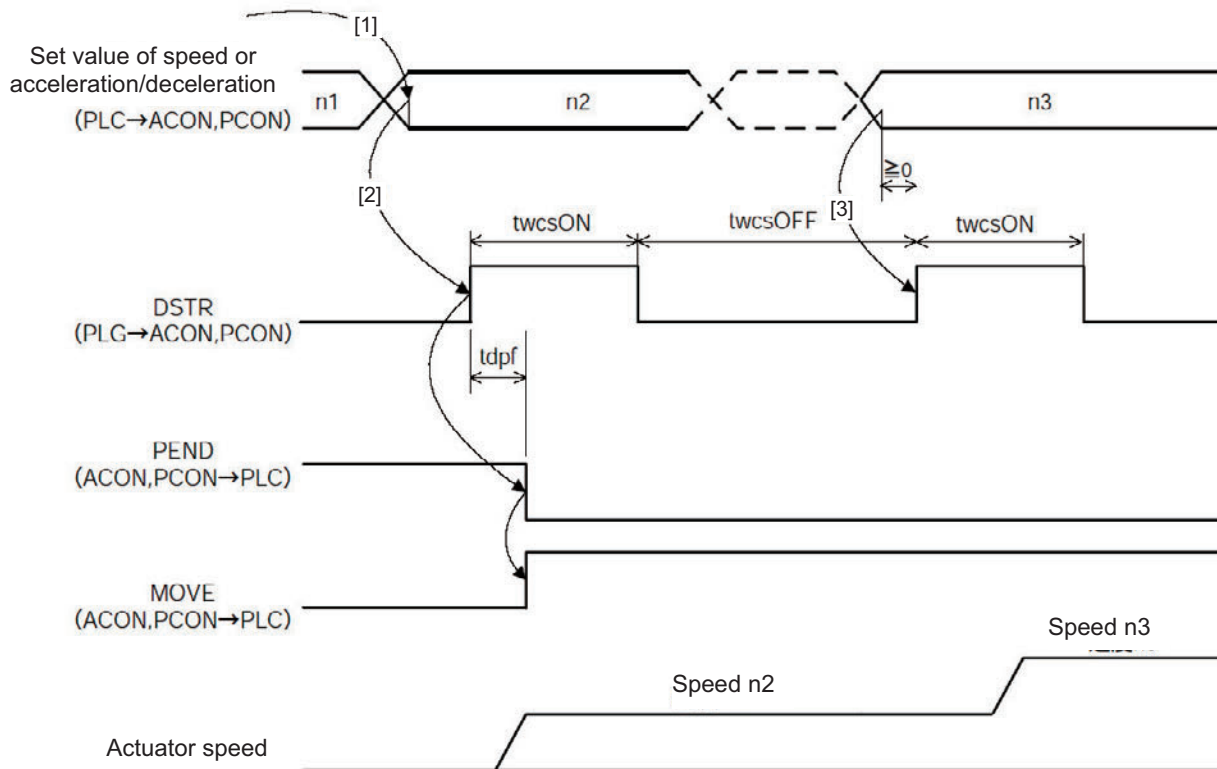 [1]
Set value of speed or
acceleration/deceleration
(PLC→ACON,PCON)
n1
n2
n3
[2]
≧0
[3]
twcsON
twcsOFF
twcsON
DSTR
(PLG→ACON,PCON)
tdpf
PEND
(ACON,PCON→PLC)
MOVE
(ACON,PCON→PLC)
Speed n3
Speed n2
Actuator speed